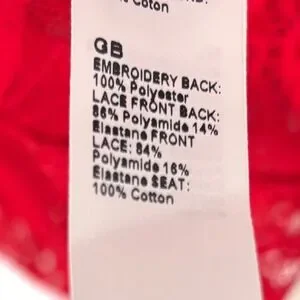 % Coton
GB
EMBROIDERY BACK:
100% Polyester
LACE FRONT BACK:
86% Polyamide 14%
Elastane FRONT
LACE: 84%
Polyamide 16%
Elastane SEAT:
100% Cotton